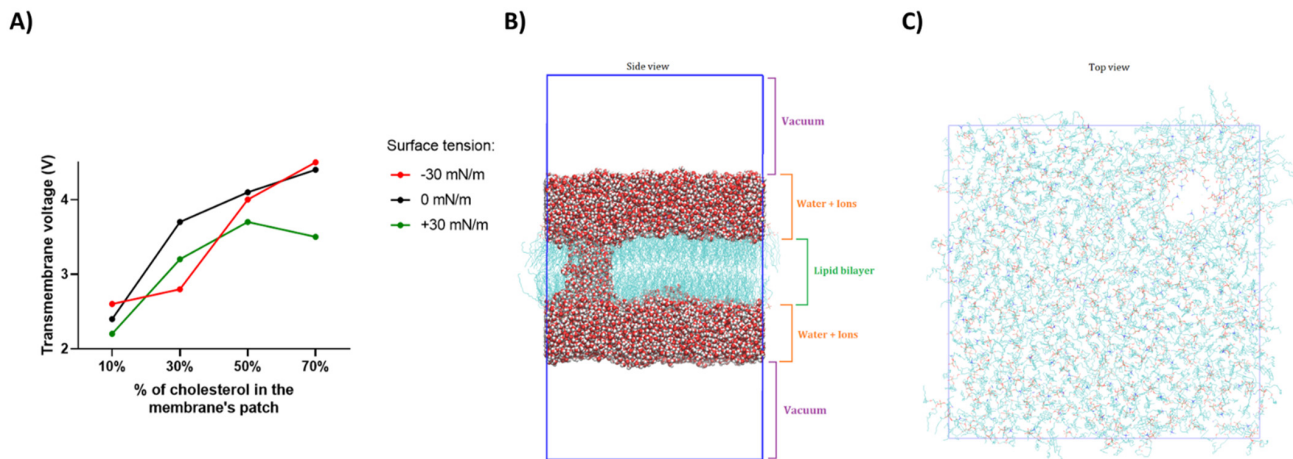 A)
Transmembrane voltage (V)
4
3
2
10%
30%
50%
70%
% of cholesterol in the
membrane's patch
Surface tension:
-30 mN/m
0 mN/m
+30 mN/m
B)
Side view
Vacuum
Water + Ions
Lipid bilayer
Water + Ions
Vacuum
C)
Top view